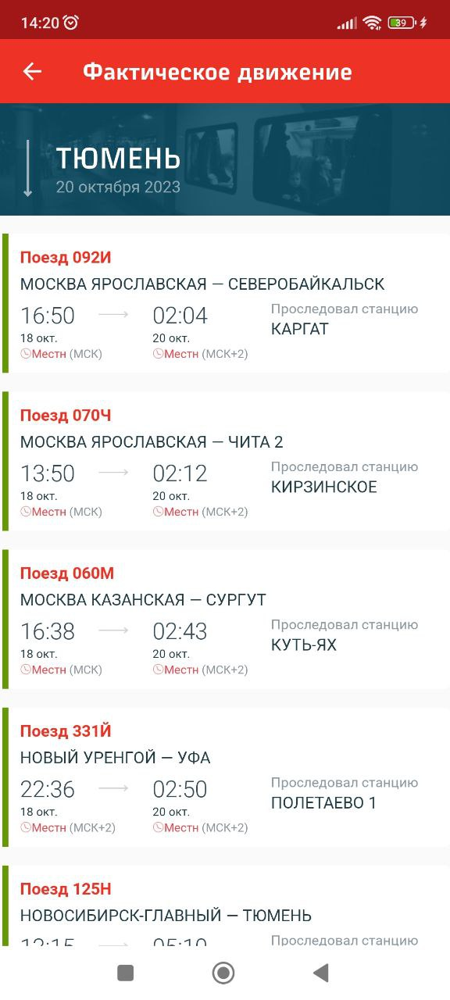 14:20
39
Фактическое движение
ТЮМЕНЬ
20 октября 2023
Поезд 092И
МОСКВА ЯРОСЛАВСКАЯ — СЕВЕРОБАЙКАЛЬСК
16:50 02:04 Проследовал станцию
КАРГАТ
18 окт. 20 окт.
Местн (МСК) Местн (МСК+2)
Поезд 070Ч
МОСКВА ЯРОСЛАВСКАЯ — ЧИТА 2
13:50 02:12 Проследовал станцию
КИРЗИНСКОЕ
18 окт. 20 окт.
Местн (МСК) Местн (МСК+2)
Поезд 060М
МОСКВА КАЗАНСКАЯ — СУРГУТ
16:38 02:43 Проследовал станцию
КУТЬ-ЯХ
18 окт. 20 окт.
Местн (МСК) Местн (МСК+2)
Поезд 331Й
НОВЫЙ УРЕНГОЙ — УФА
22:36 02:50 Проследовал станцию
ПОЛЕТАЕВО 1
18 окт. 20 окт.
Местн (МСК+2) Местн (МСК+2)
Поезд 125Н
НОВОСИБИРСК-ГЛАВНЫЙ — ТЮМЕНЬ
Проследовал станцию